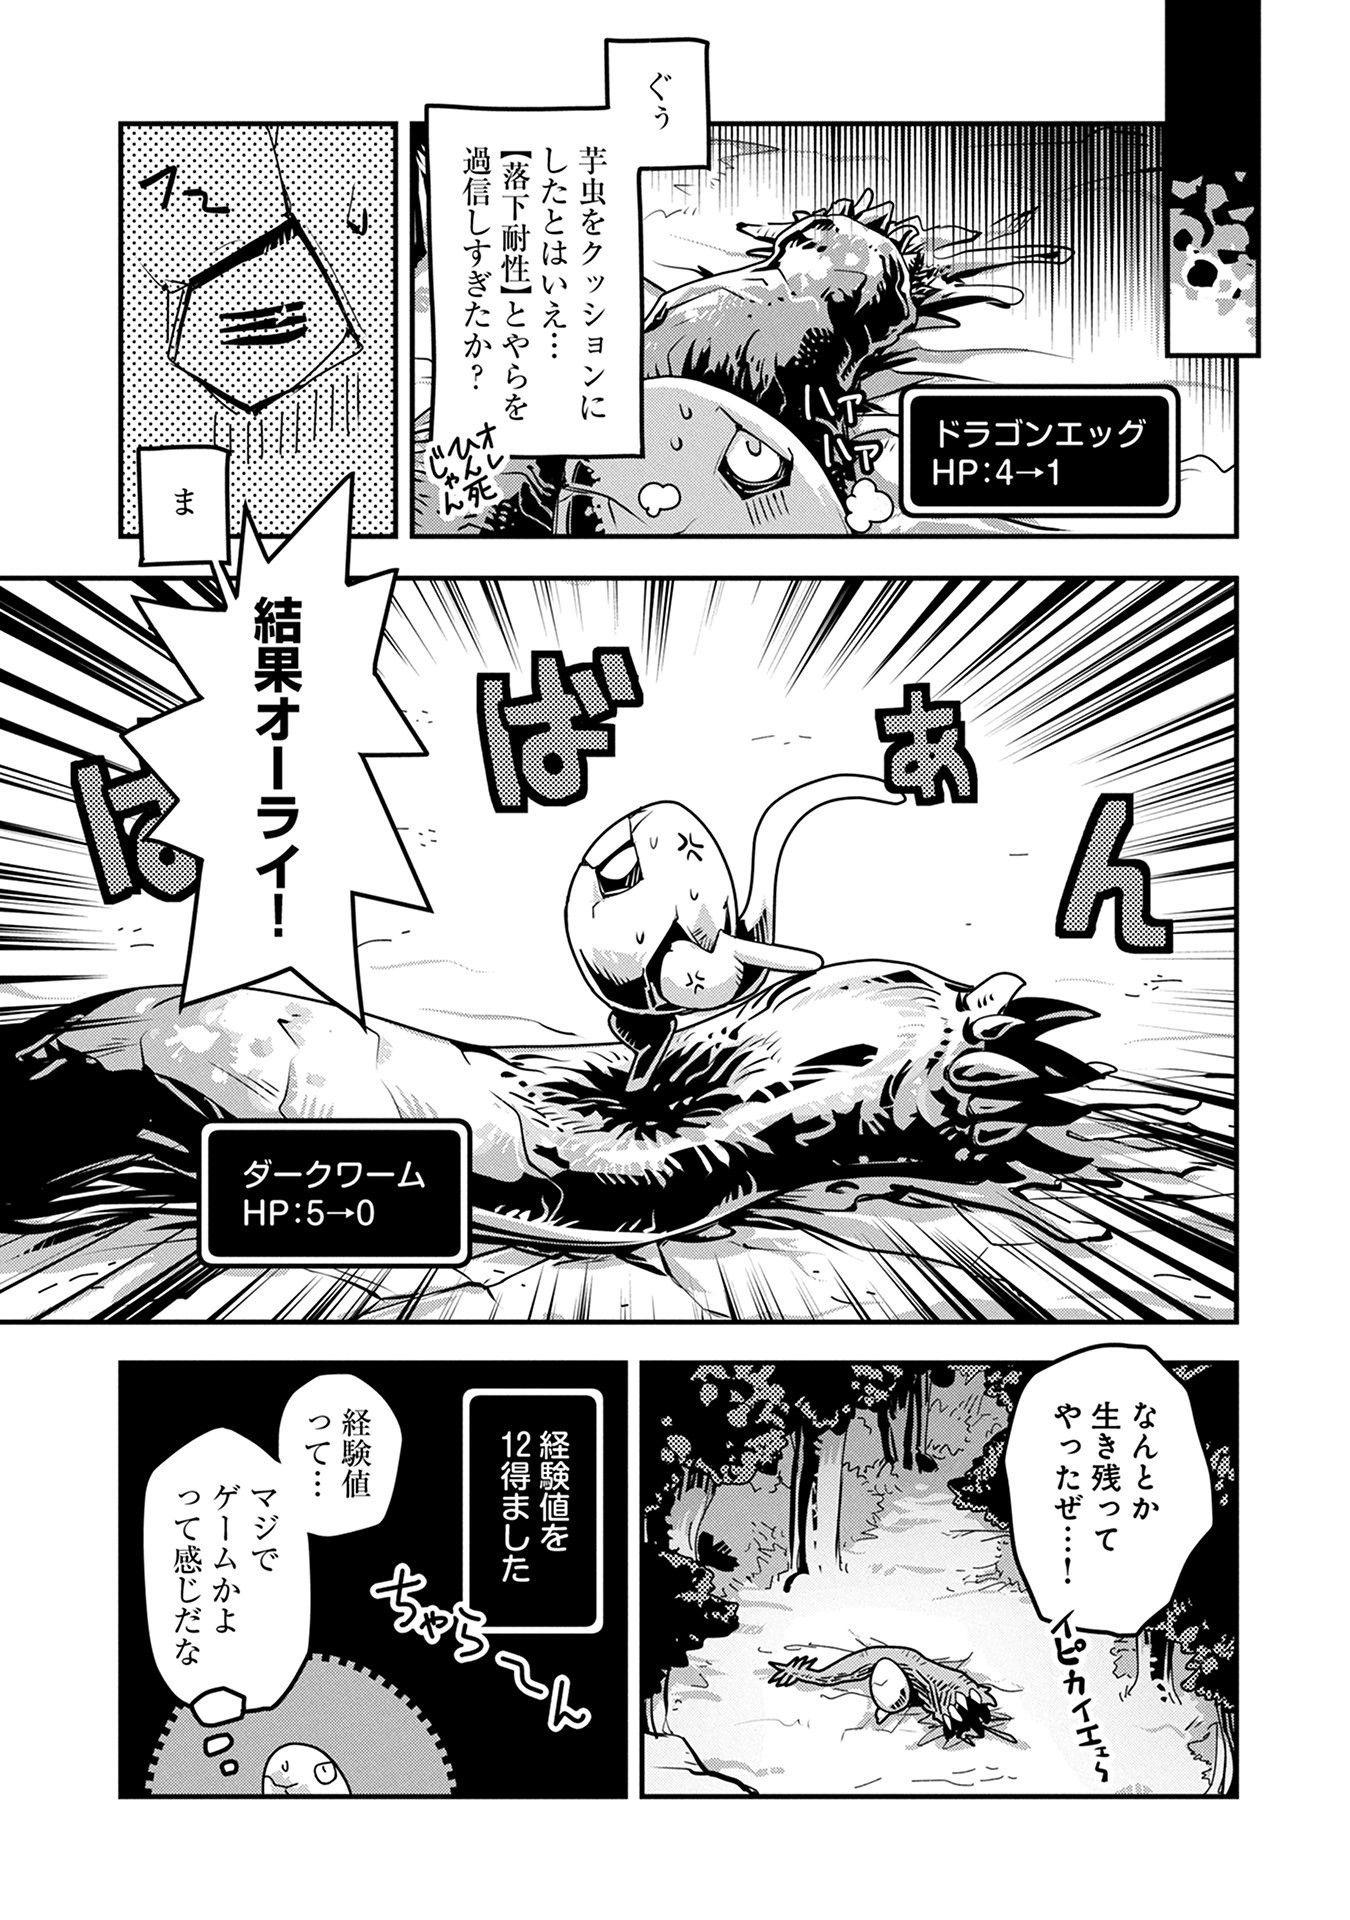 ぐぅ
芋虫をクッションに
したとはいえ…
【落下耐性】とやらを
過信しすぎたか？
オレ
ひん死
じゃん
ハァ
ハァ
ドラゴンエッグ
HP：4→1
ま
結果オーライ！
んあばに
ダークワーム
HP：5→0
なんとか
生き残って
やったぜ…！
イピカイエェ〜
経験値を
12得ました
ちゃら〜ん
経験値
って…
マジで
ゲームかよ
って感じだな